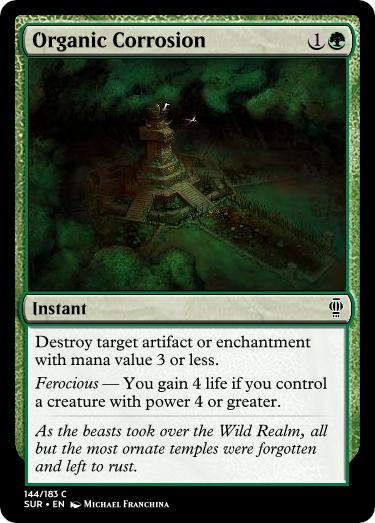 Organic Corrosion 1
Instant
Destroy target artifact or enchantment
with mana value 3 or less.
Ferocious — You gain 4 life if you control
a creature with power 4 or greater.
As the beasts took over the Wild Realm, all
but the most ornate temples were forgotten
and left to rust.
144/183 C
SUR • EN Michael Franchina